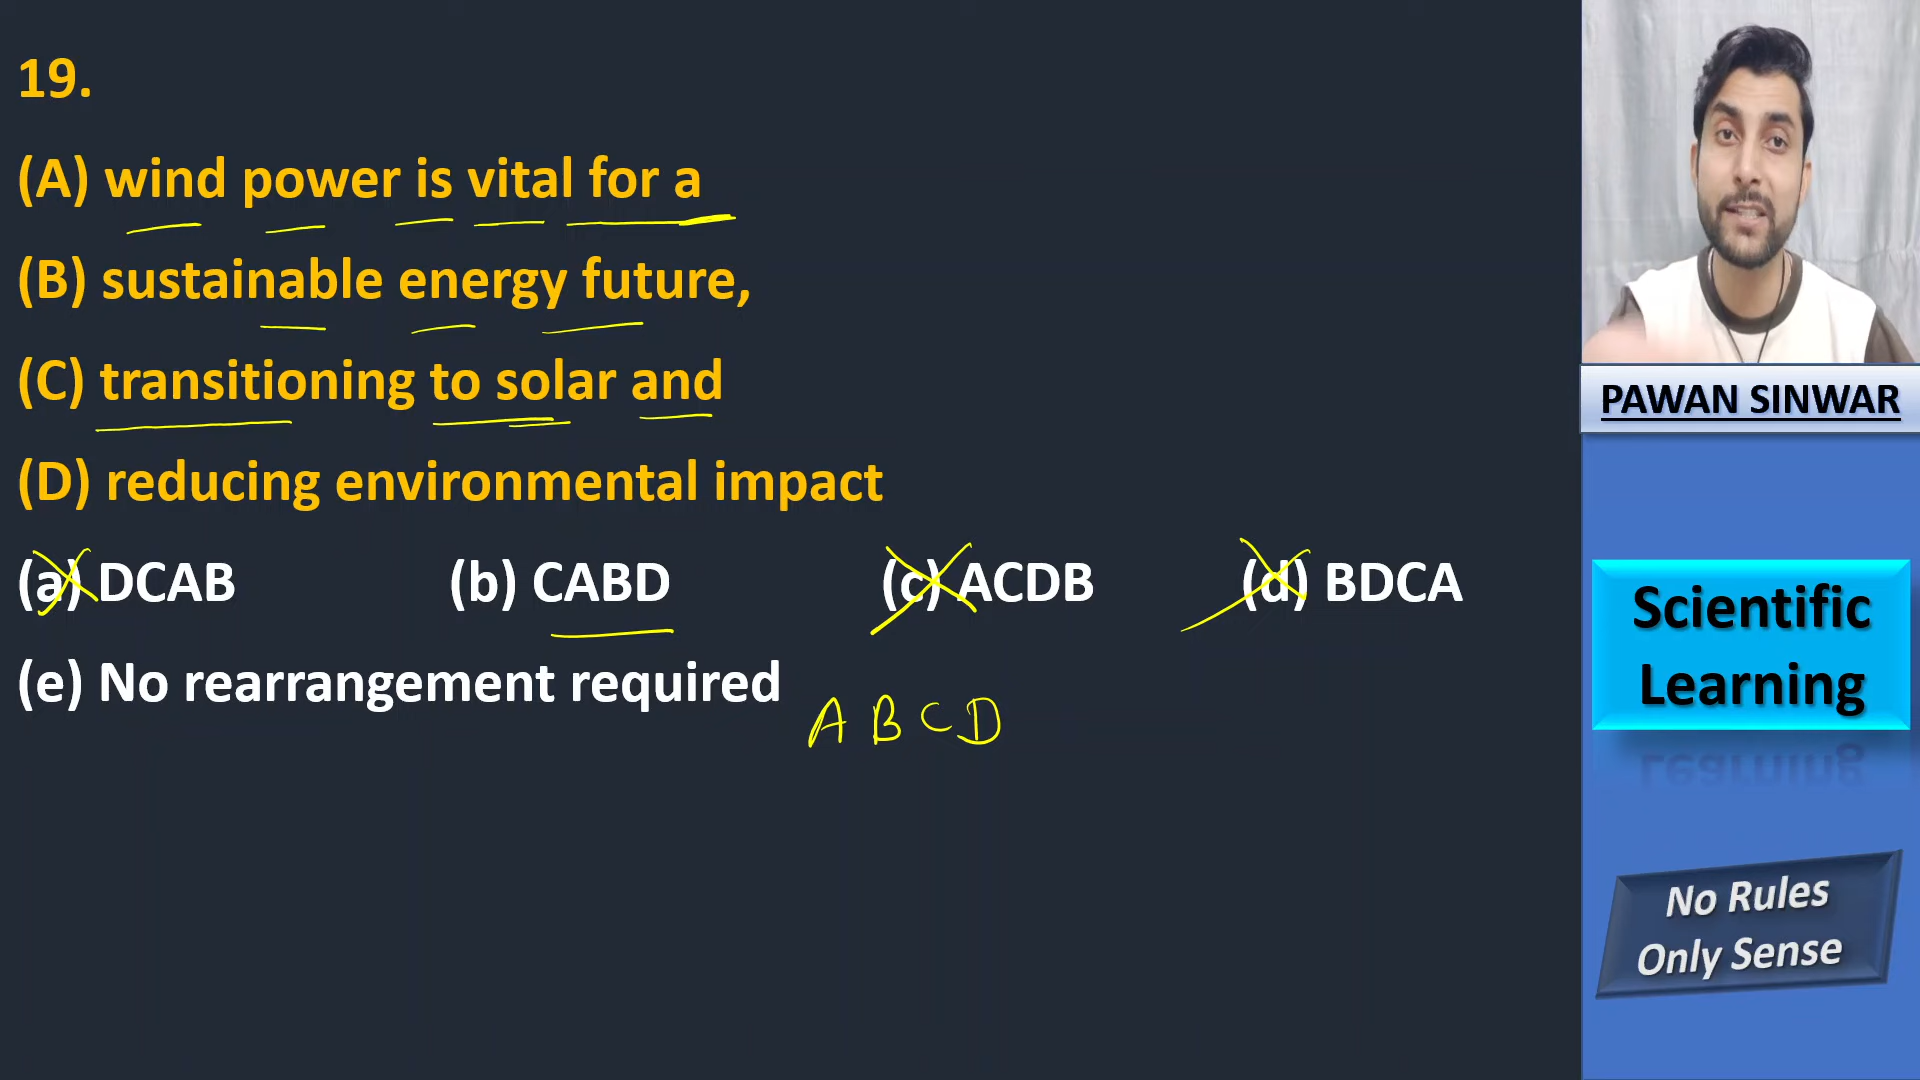 19.
(A) wind power is vital for a
(B) sustainable energy future,
(C) transitioning to solar and
(D) reducing environmental impact
(a) DCAB (b) CABD (c) ACDB (d) BDCA
(e) No rearrangement required
A B C D
PAWAN SINWAR
Scientific
Learning
No Rules
Only Sense